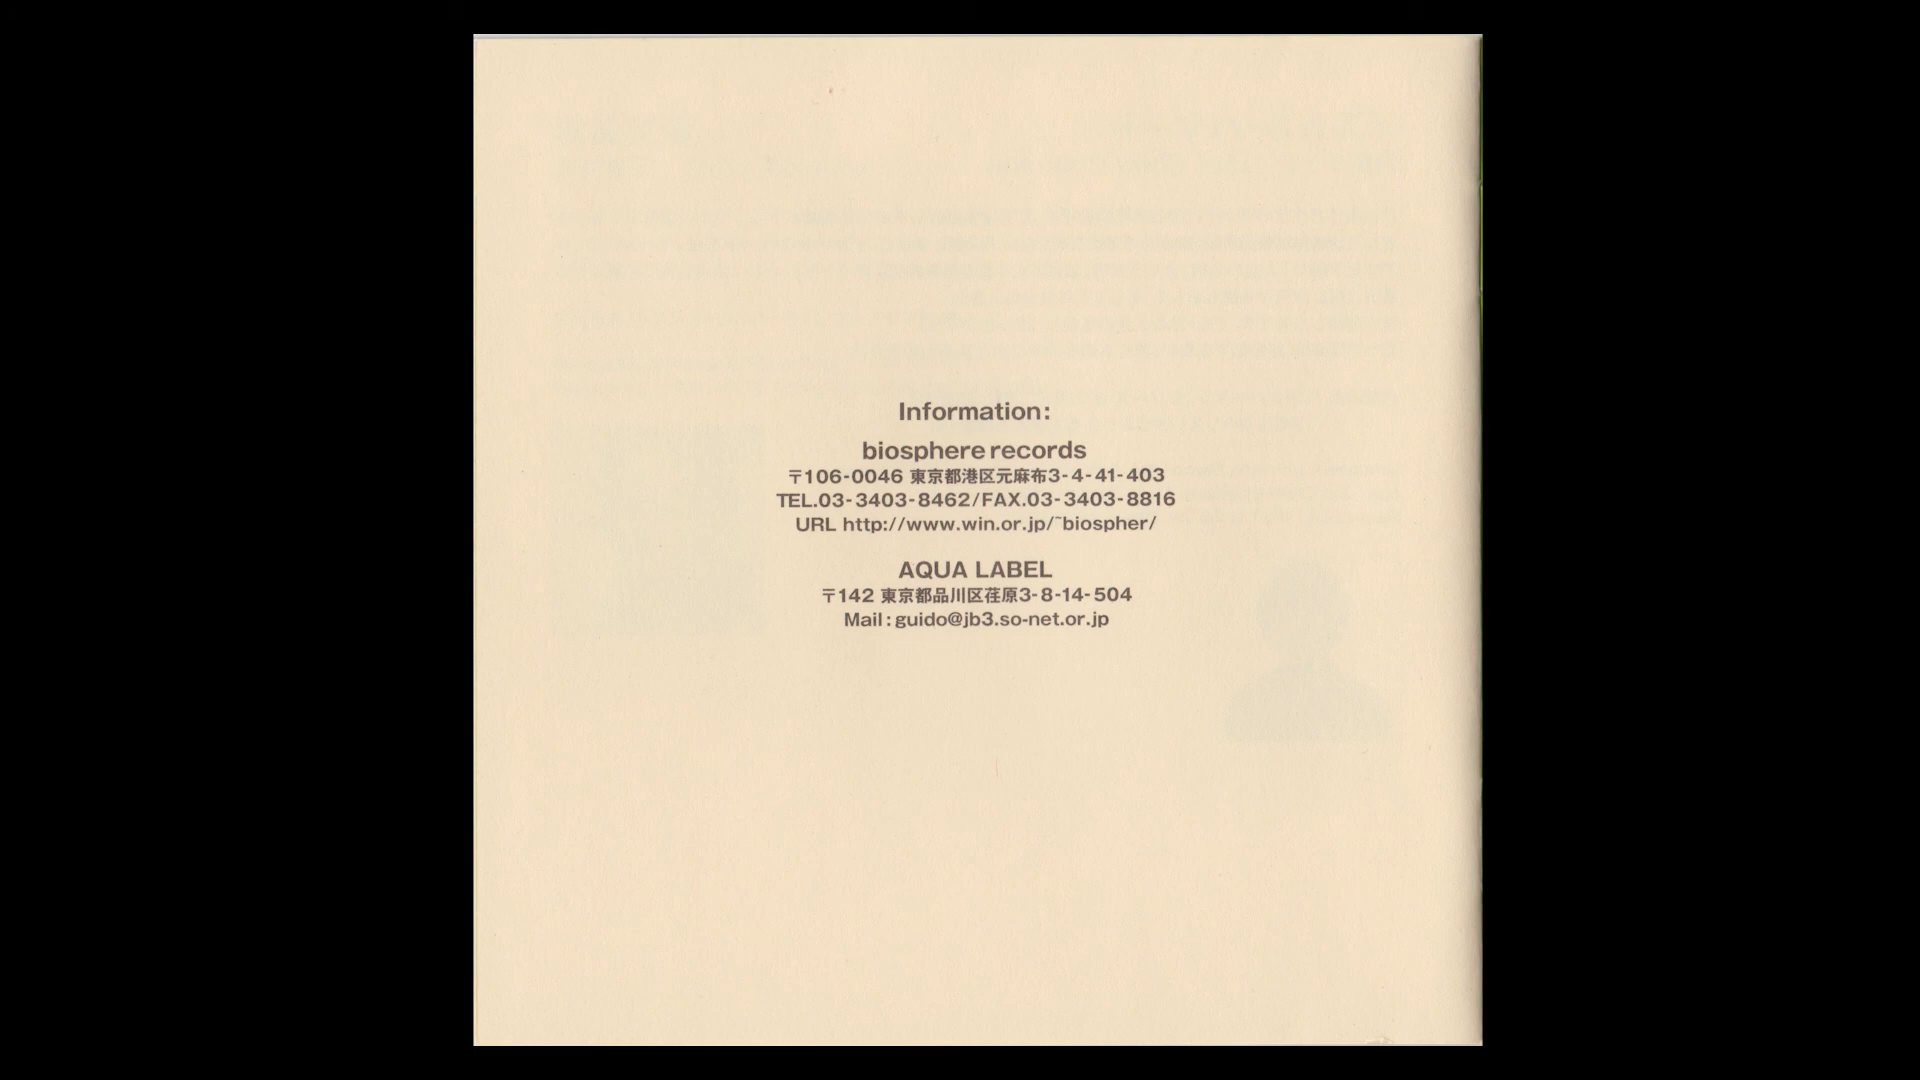 Information:
biosphere records
〒106-0046 東京都港区元麻布3-4-41-403
TEL.03-3403-8462/FAX.03-3403-8816
URL http://www.win.or.jp/~biospher/
AQUA LABEL
〒142 東京都品川区荏原3-8-14-504
Mail:guido@jb3.so-net.or.jp